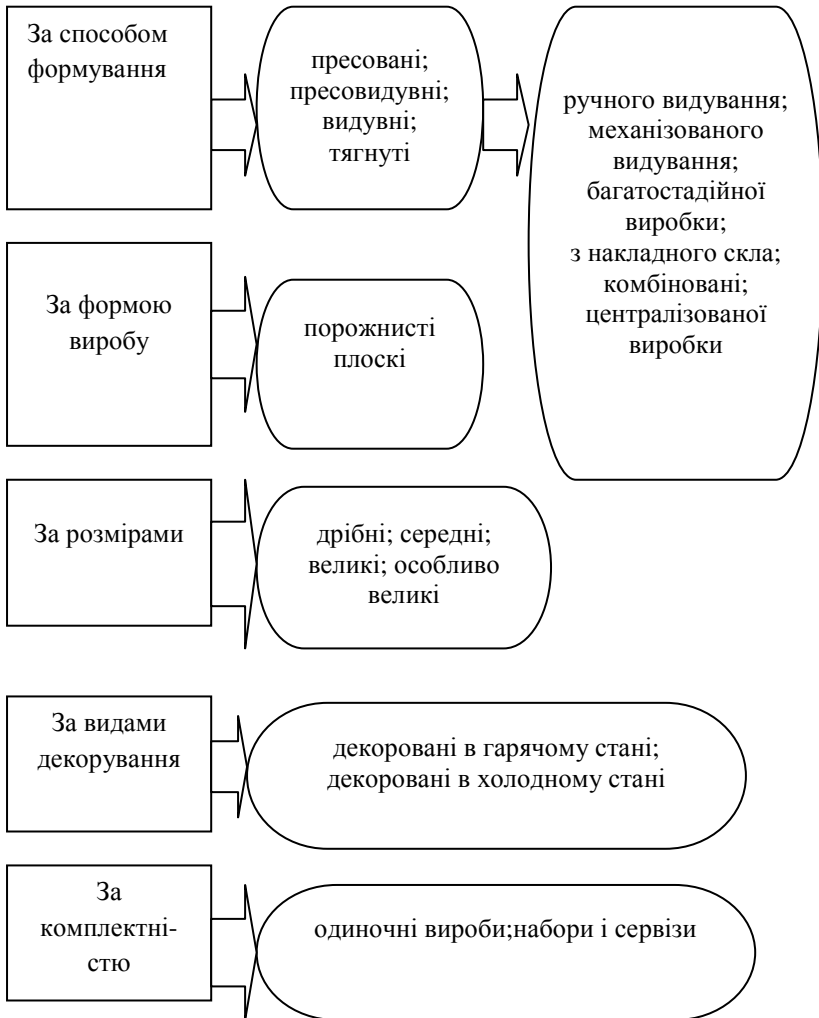 За способом
формування
пресовані;
пресовидувні;
видувні;
тягнуті
ручного видування;
механізованого
видування;
багатостадійної
виробки;
з накладного скла;
комбіновані;
централізованої
виробки
За формою
виробу
порожнисті
плоскі
За розмірами
дрібні; середні;
великі; особливо
великі
За видами
декорування
декоровані в гарячому стані;
декоровані в холодному стані
За
комплектні-
стю
одиночні вироби;набори і сервізи